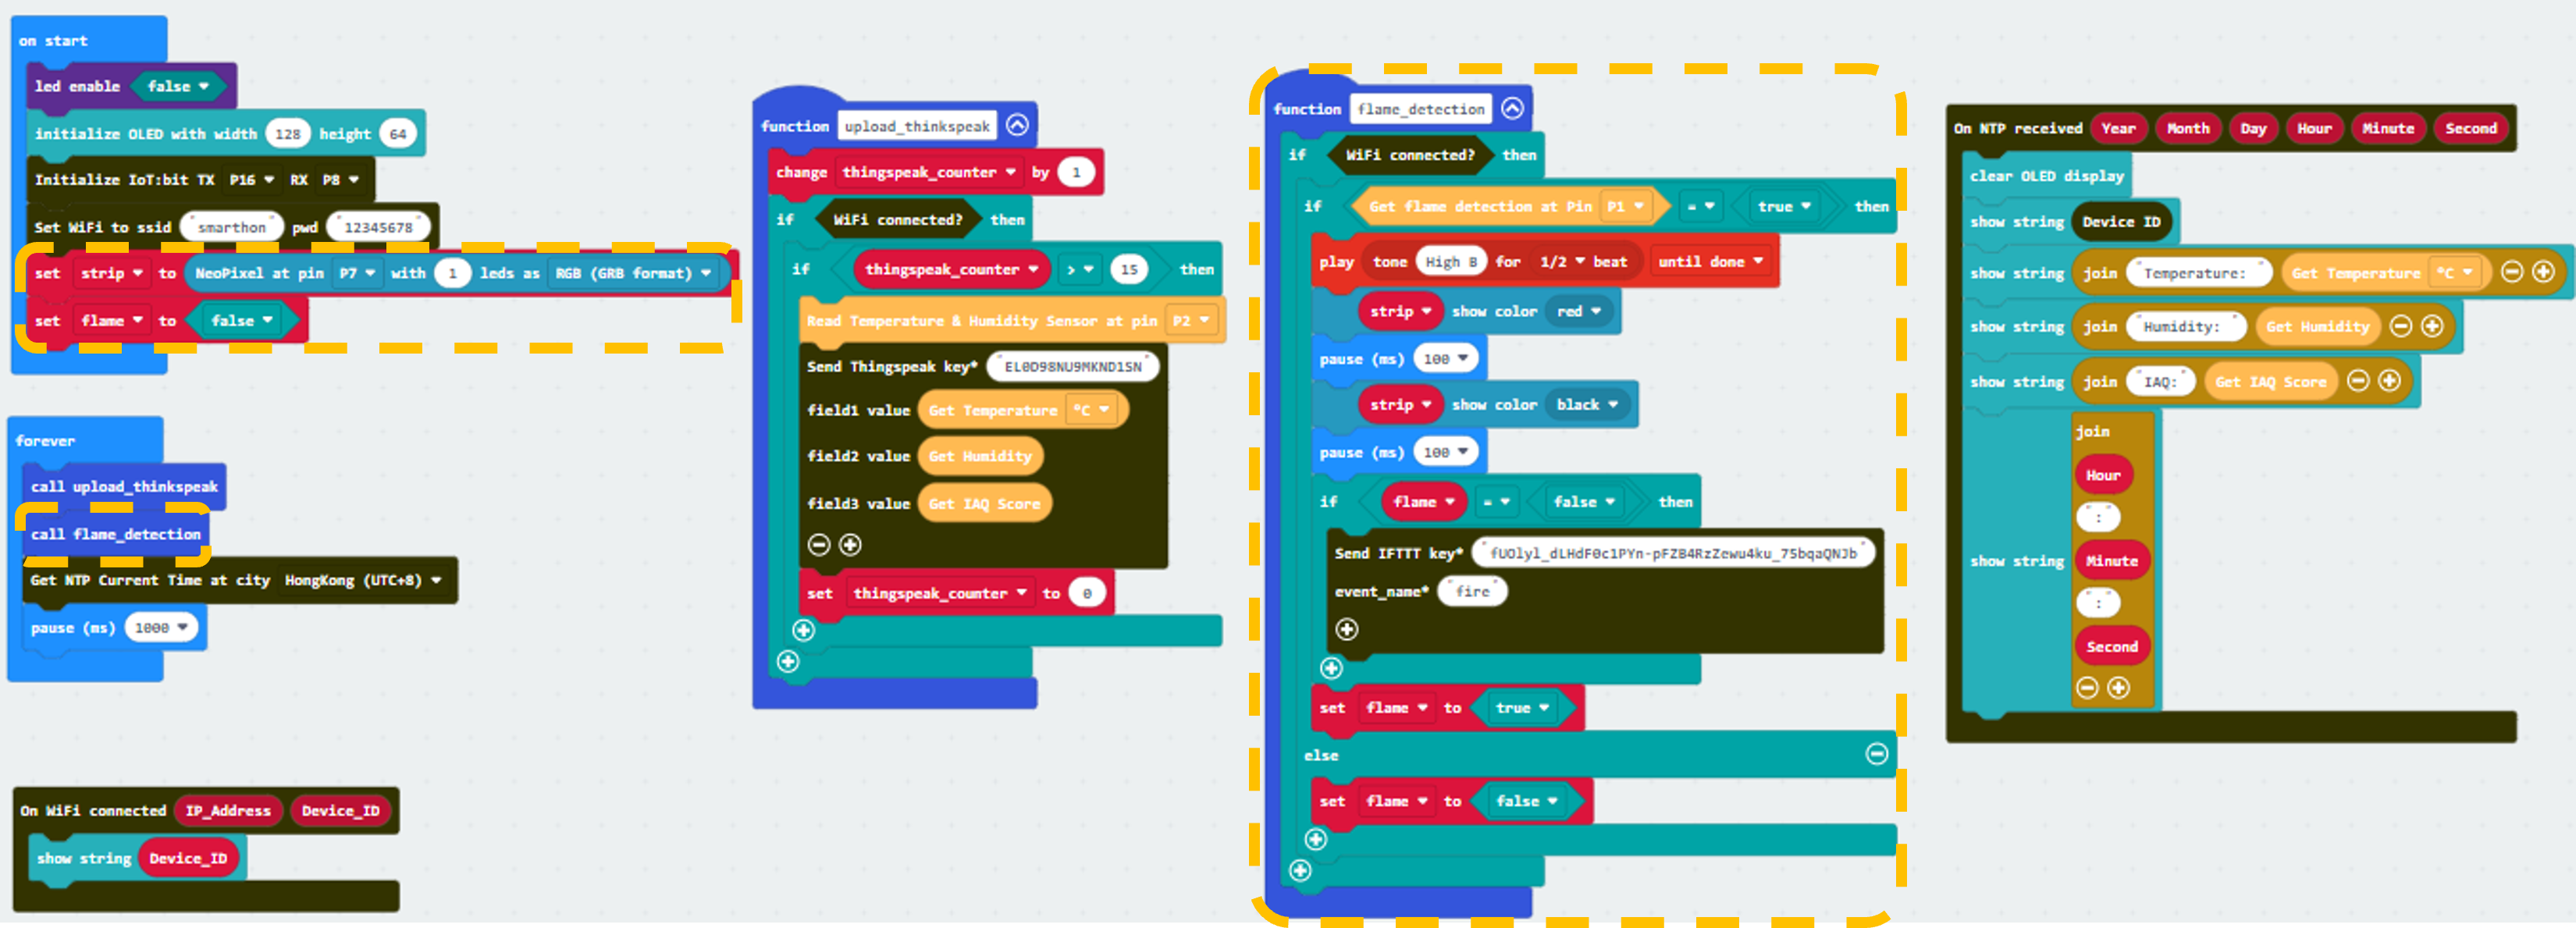 on start
led enable false
initialize OLED with width 128 height 64
Initialize IoT:bit TX P16 RX P8
Set WiFi to ssid "smarthon" pwd "12345678"
set strip to NeoPixel at pin P7 with 1 leds as RGB (GRB format)
set flame to false
forever
call upload_thinkspeak
call flame_detection
Get NTP Current Time at city HongKong (UTC+8)
pause (ms) 1000
On WiFi connected IP_Address Device_ID
show string Device_ID
function upload_thinkspeak
change thingspeak_counter by 1
if WiFi connected? then
if thingspeak_counter > 15 then
Read Temperature & Humidity Sensor at pin P2
Send Thingspeak key* "EL0D98NU9MKND1SN"
field1 value Get Temperature °C
field2 value Get Humidity
field3 value Get IAQ Score
set thingspeak_counter to 0
function flame_detection
if WiFi connected? then
if Get flame detection at Pin P1 = true then
play tone High B for 1/2 beat until done
strip show color red
pause (ms) 100
strip show color black
pause (ms) 100
if flame = false then
Send IFTTT key* "fUOlyl_dLHdF0c1PYn-pFZB4RzZewu4ku_75bqaQNJb"
event_name* "fire"
set flame to true
else
set flame to false
On NTP received Year Month Day Hour Minute Second
clear OLED display
show string Device ID
show string join "Temperature: " Get Temperature °C
show string join "Humidity: " Get Humidity
show string join "IAQ: " Get IAQ Score
show string join Hour ":" Minute ":" Second